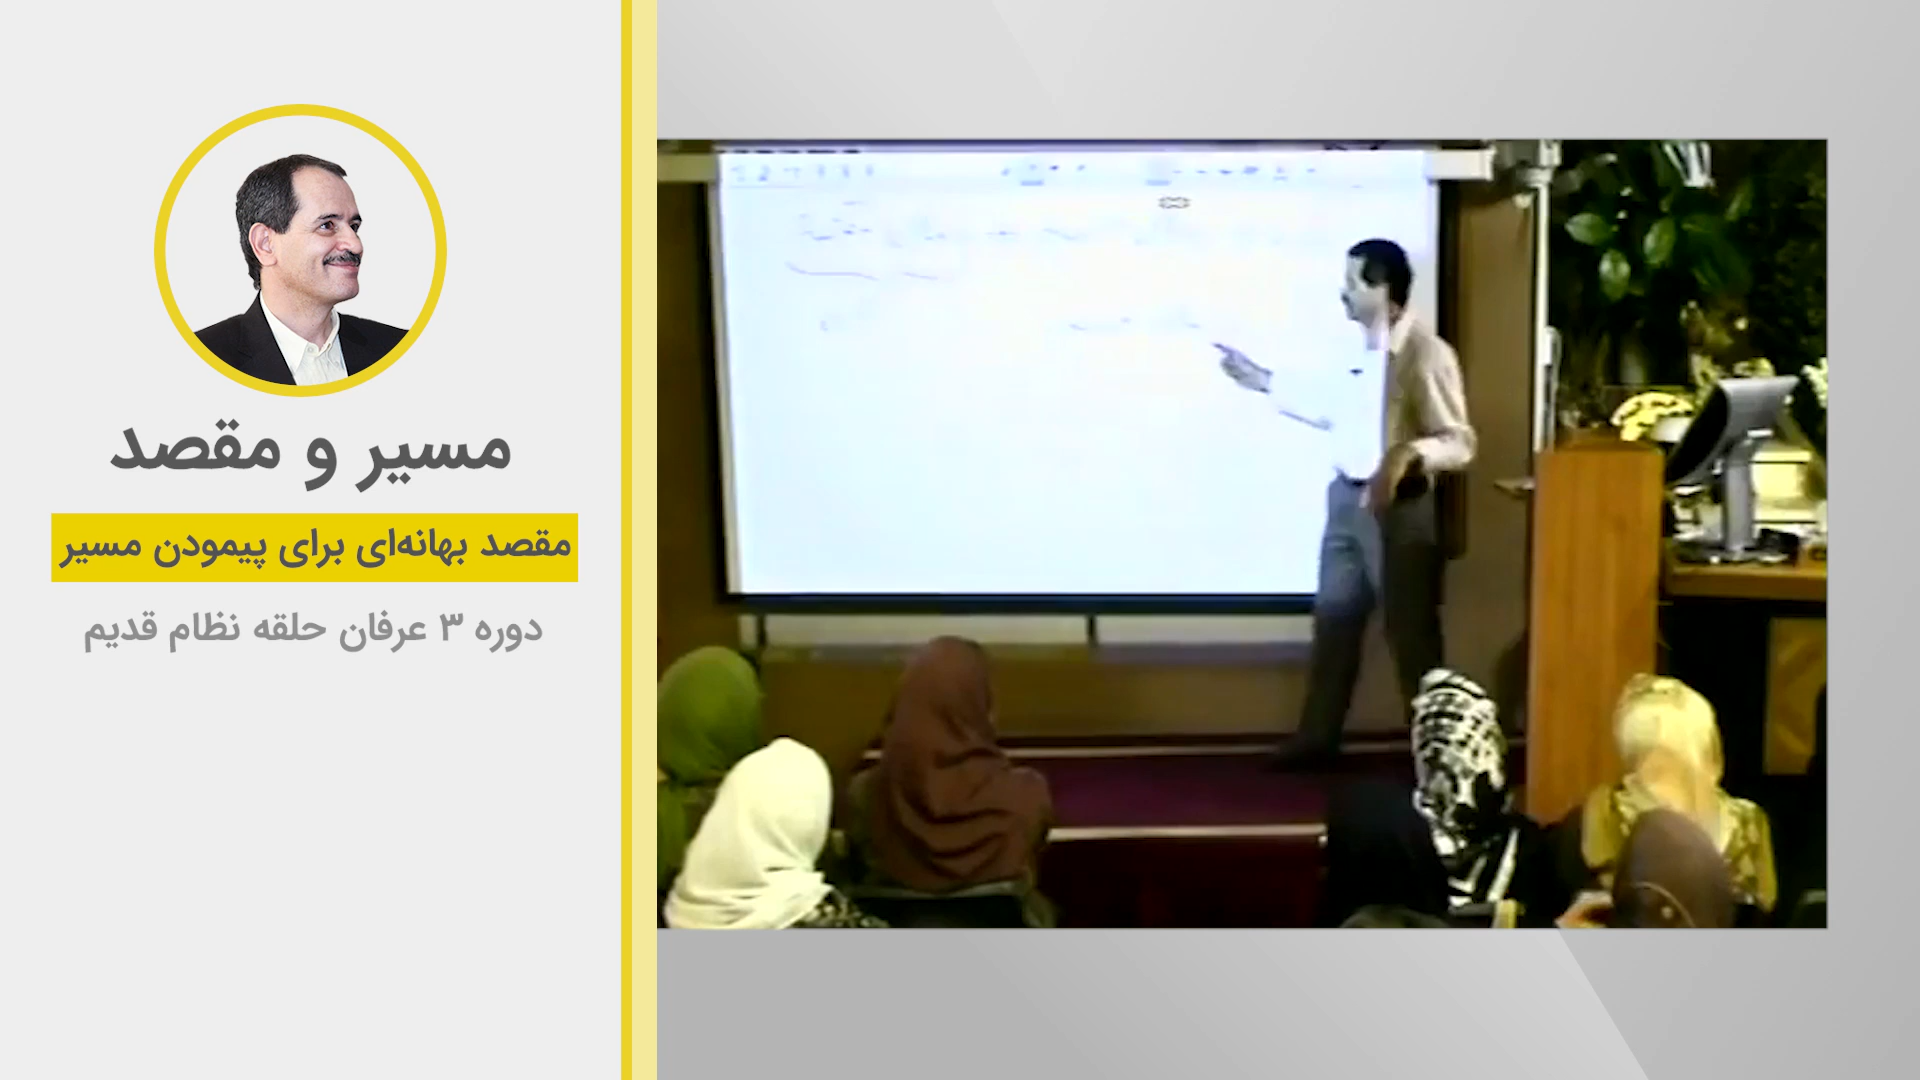 مسیر و مقصد
مقصد بهانه‌ای برای پیمودن مسیر
دوره ۳ عرفان حلقه نظام قدیم